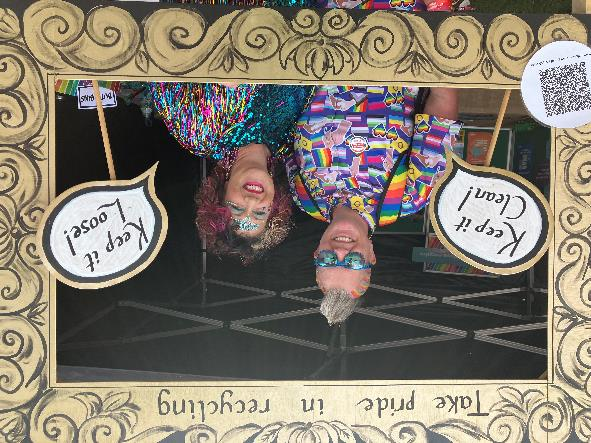 Take pride in recycling
Keep it
Clean!
Keep it
Loose!